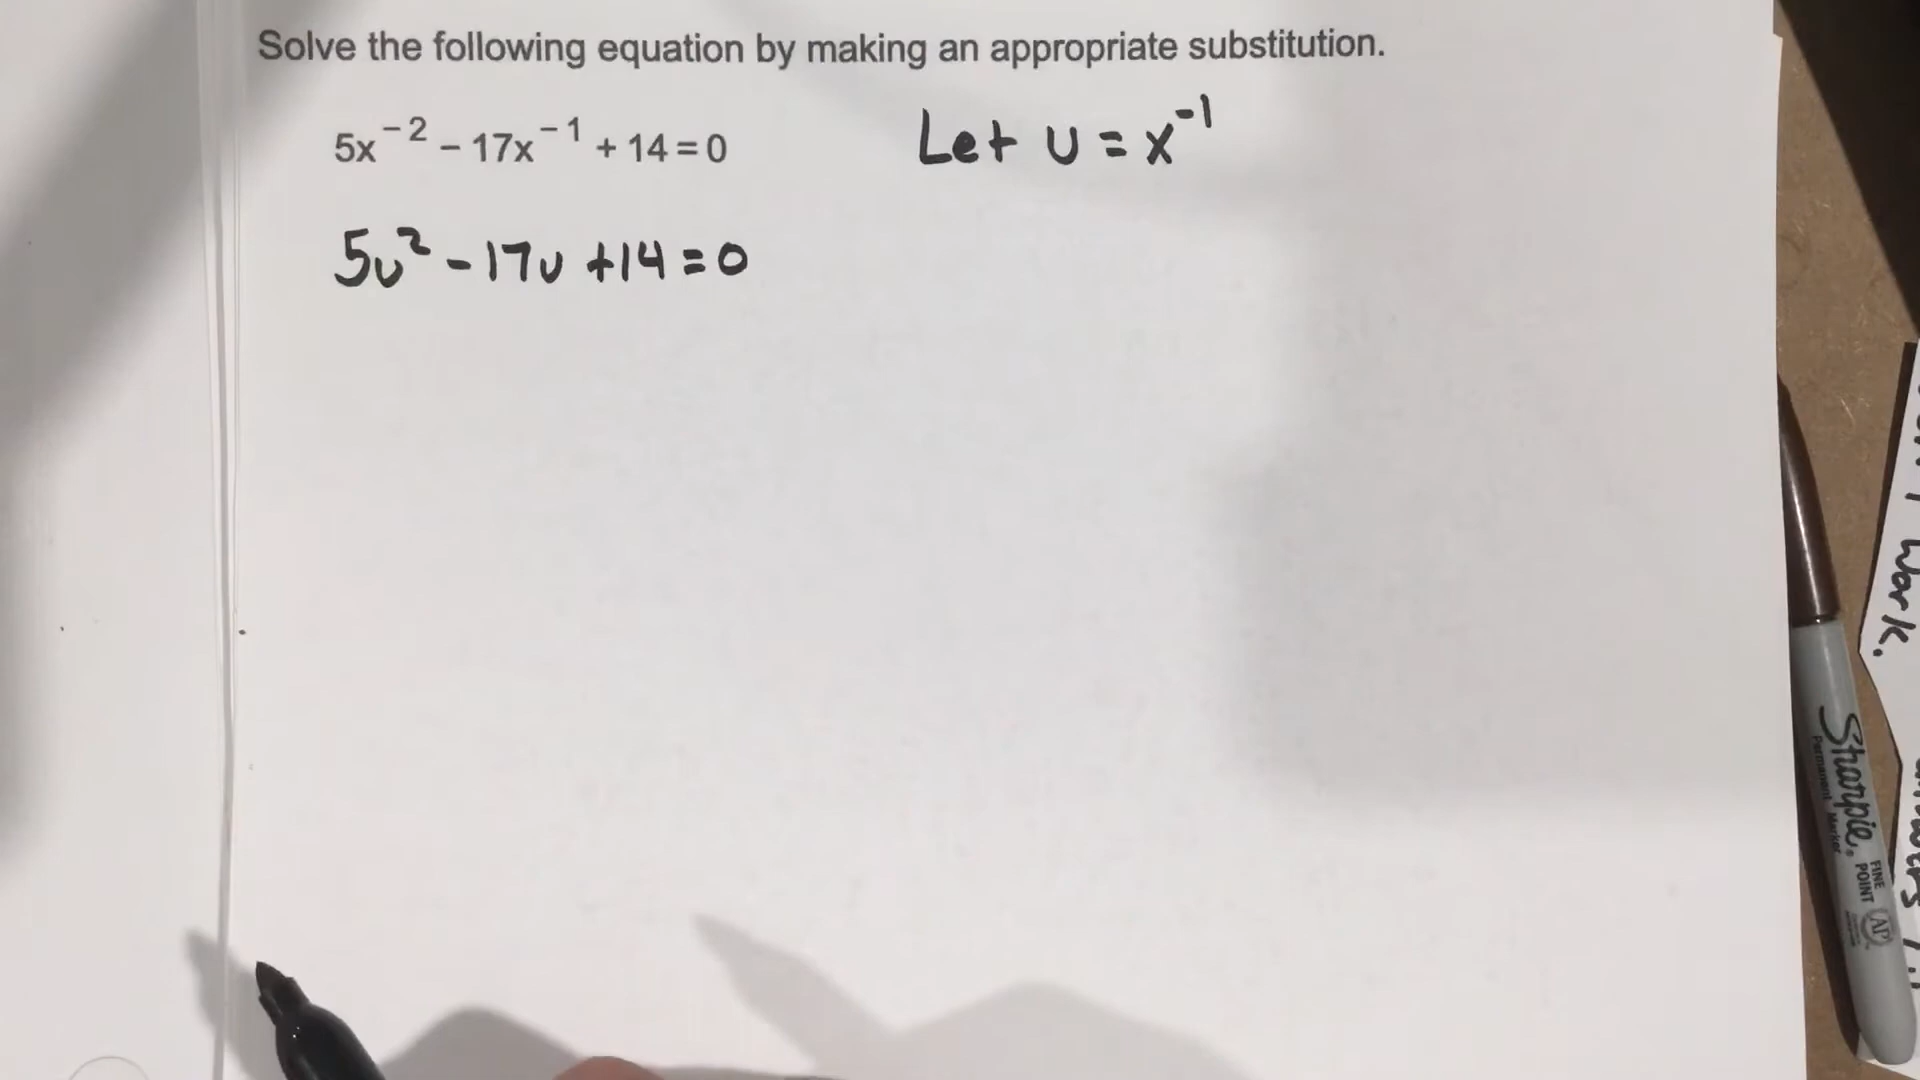 Solve the following equation by making an appropriate substitution.
5x⁻² − 17x⁻¹ + 14 = 0
Let u = x⁻¹
5u² − 17u + 14 = 0
work.
Sharpie.
Permanent Marker
FINE POINT
AP